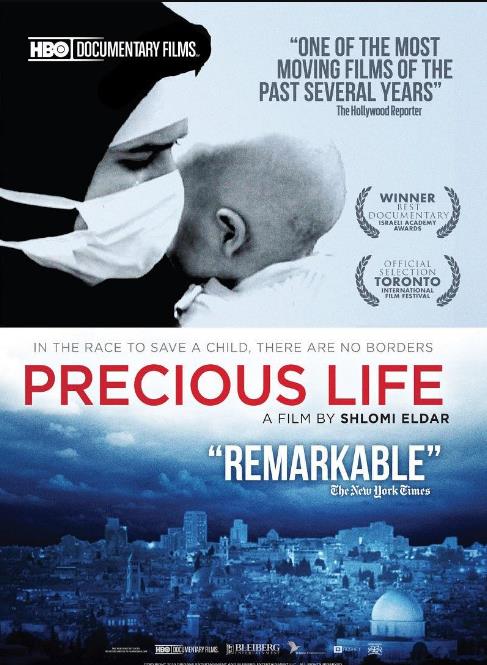 HBO DOCUMENTARY FILMS.
"ONE OF THE MOST
MOVING FILMS OF THE
PAST SEVERAL YEARS"
The Hollywood Reporter
WINNER
BEST
DOCUMENTARY
ISRAELI ACADEMY
AWARDS
OFFICIAL
SELECTION
TORONTO
INTERNATIONAL
FILM FESTIVAL
IN THE RACE TO SAVE A CHILD, THERE ARE NO BORDERS
PRECIOUS LIFE
A FILM BY SHLOMI ELDAR
"REMARKABLE"
The New York Times
HBO DOCUMENTARY FILMS.
BLEIBERG
ENTERTAINMENT